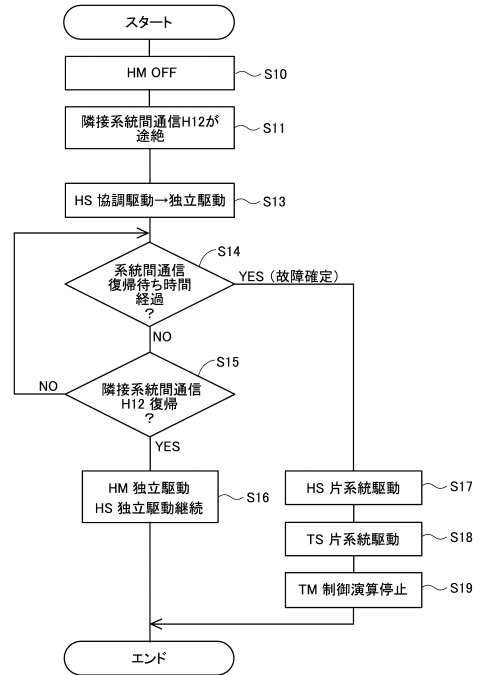 スタート
HM OFF
S10
隣接系統間通信H12が
途絶
S11
HS 協調駆動→独立駆動
S13
S14
系統間通信
復帰待ち時間
経過
?
YES（故障確定）
NO
S15
隣接系統間通信
H12 復帰
?
NO
YES
HM 独立駆動
HS 独立駆動継続
S16
HS 片系統駆動
S17
TS 片系統駆動
S18
TM 制御演算停止
S19
エンド